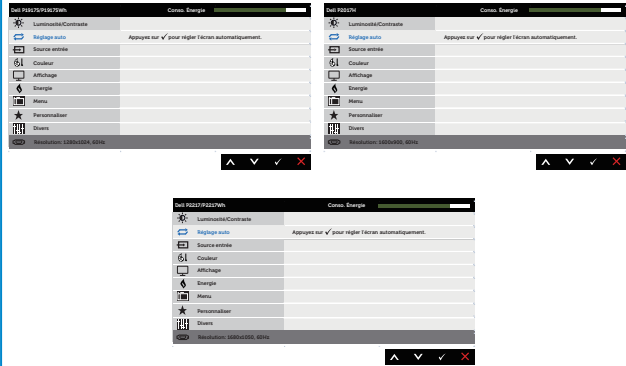 Dell P1917S/P1917SWh Conso. Énergie
Luminosité/Contraste
Réglage auto Appuyez sur ✓ pour régler l'écran automatiquement.
Source entrée
Couleur
Affichage
Energie
Menu
Personnaliser
Divers
Résolution: 1280x1024, 60Hz
Dell P2017H Conso. Énergie
Luminosité/Contraste
Réglage auto Appuyez sur ✓ pour régler l'écran automatiquement.
Source entrée
Couleur
Affichage
Energie
Menu
Personnaliser
Divers
Résolution: 1600x900, 60Hz
Dell P2217/P2217Wh Conso. Énergie
Luminosité/Contraste
Réglage auto Appuyez sur ✓ pour régler l'écran automatiquement.
Source entrée
Couleur
Affichage
Energie
Menu
Personnaliser
Divers
Résolution: 1680x1050, 60Hz